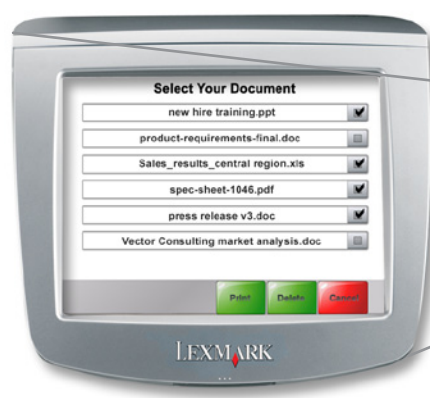 Select Your Document
new hire training.ppt
product-requirements-final.doc
Sales_results_central region.xls
spec-sheet-1046.pdf
press release v3.doc
Vector Consulting market analysis.doc
Print Delete Cancel
LEXMARK